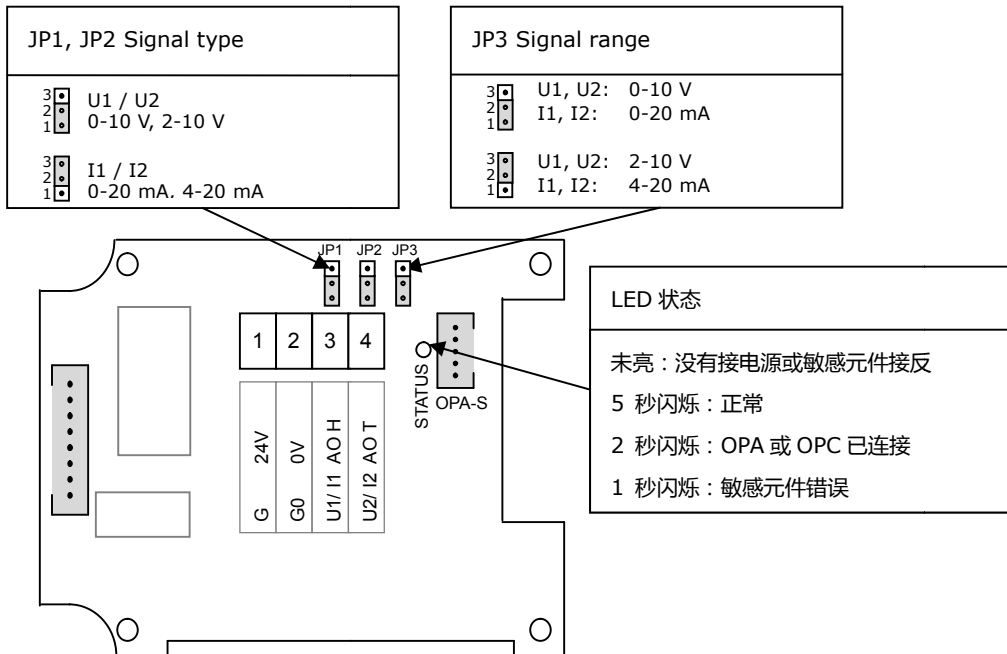 JP1, JP2 Signal type
3
2
1
U1 / U2
0-10 V, 2-10 V
3
2
1
I1 / I2
0-20 mA. 4-20 mA
JP3 Signal range
3
2
1
U1, U2: 0-10 V
I1, I2: 0-20 mA
3
2
1
U1, U2: 2-10 V
I1, I2: 4-20 mA
JP1 JP2 JP3
1 2 3 4
STATUS
OPA-S
G 24V
G0 0V
U1/ I1 AO H
U2/ I2 AO T
LED 状态
未亮：没有接电源或敏感元件接反
5 秒闪烁：正常
2 秒闪烁：OPA 或 OPC 已连接
1 秒闪烁：敏感元件错误